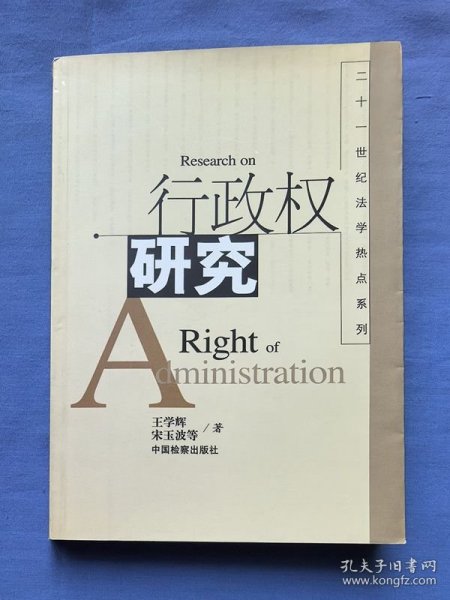 二十一世纪法学热点系列
Research on
行政权
研究
Right of
Administration
王学辉
宋玉波等/著
中国检察出版社
孔夫子旧书网
www.kongfz.com